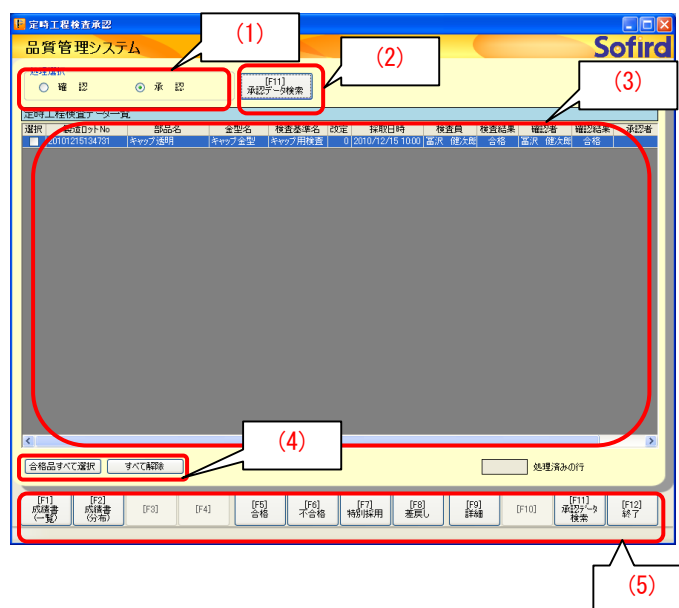 定時工程検査承認
(1)
品質管理システム
(2)
Sofird
処理選択
確 認
承 認
[F11]
承認データ検索
(3)
定時工程検査データ一覧
選択 製造ロットNo 部品名 金型名 検査基準名 改定 採取日時 検査員 検査結果 確認者 確認結果 承認者
20101215134731 キャップ透明 キャップ金型 キャップ用検査 0 2010/12/15 10:00 富沢 健次郎 合格 富沢 健次郎 合格
(4)
合格品すべて選択 すべて解除 処理済みの行
[F1] 成績書 (一覧)
[F2] 成績書 (分布)
[F3]
[F4]
[F5] 合格
[F6] 不合格
[F7] 特別採用
[F8] 差戻し
[F9] 詳細
[F10]
[F11] 承認データ 検索
[F12] 終了
(5)